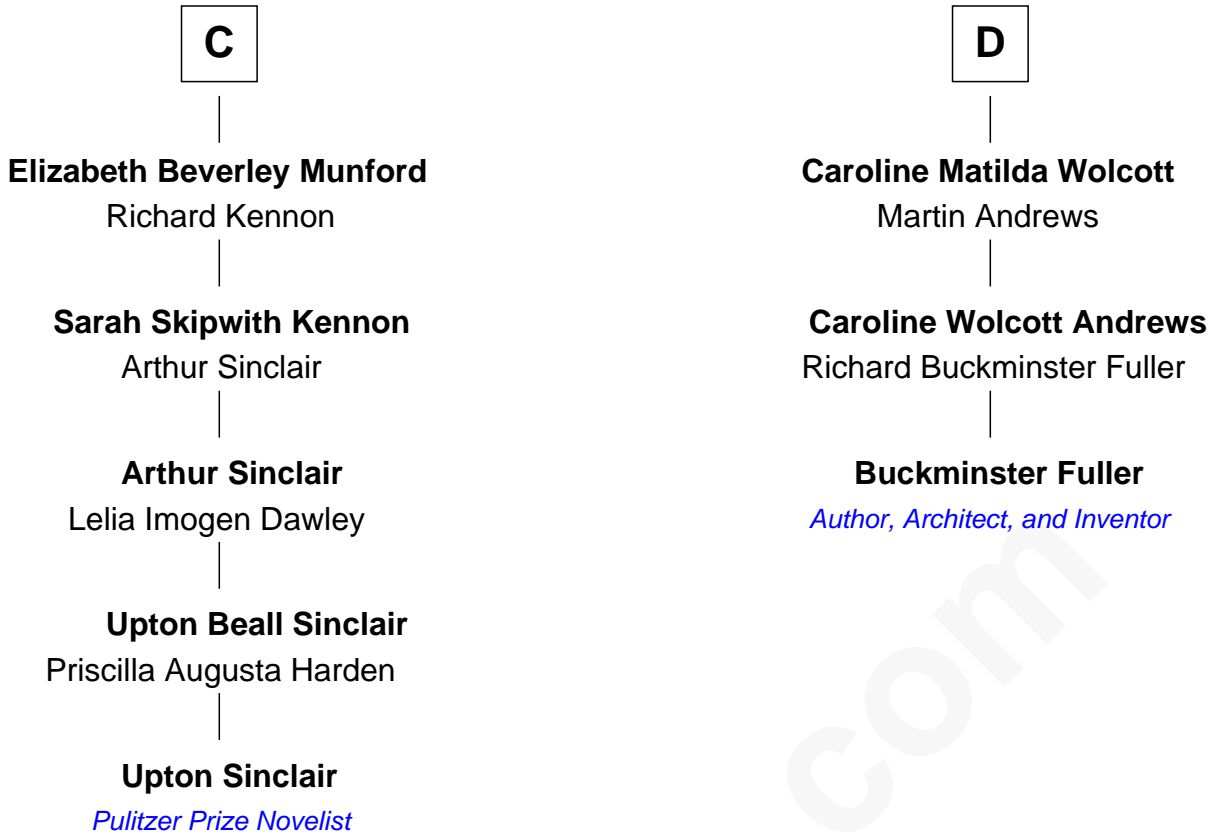 C
Elizabeth Beverley Munford
Richard Kennon
Sarah Skipwith Kennon
Arthur Sinclair
Arthur Sinclair
Lelia Imogen Dawley
Upton Beall Sinclair
Priscilla Augusta Harden
Upton Sinclair
Pulitzer Prize Novelist
D
Caroline Matilda Wolcott
Martin Andrews
Caroline Wolcott Andrews
Richard Buckminster Fuller
Buckminster Fuller
Author, Architect, and Inventor
com